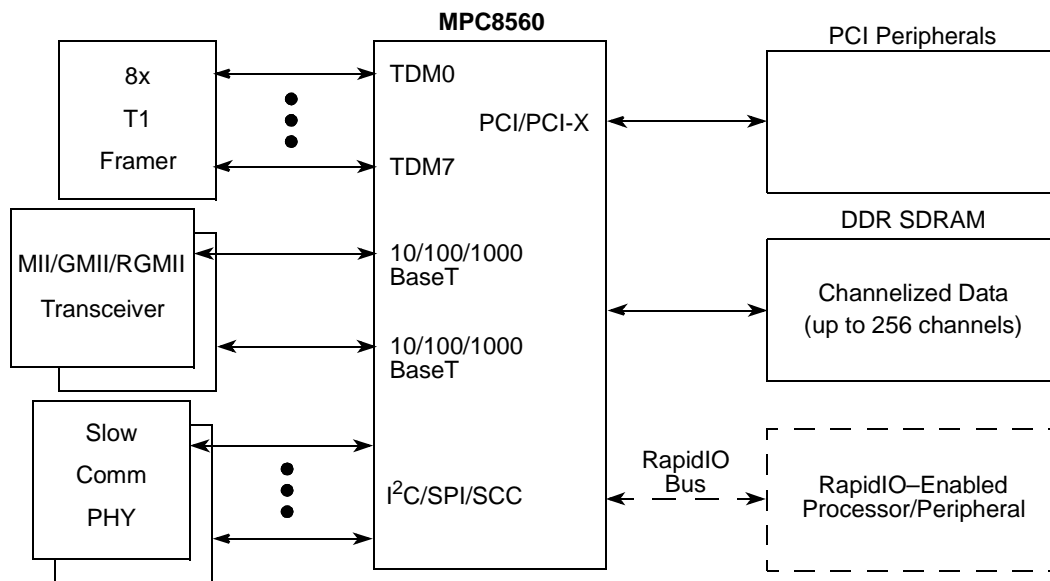 MPC8560
8x
T1
Framer
TDM0
TDM7
PCI/PCI-X
PCI Peripherals
MII/GMII/RGMII
Transceiver
10/100/1000
BaseT
10/100/1000
BaseT
DDR SDRAM
Channelized Data
(up to 256 channels)
Slow
Comm
PHY
I²C/SPI/SCC
RapidIO
Bus
RapidIO–Enabled
Processor/Peripheral